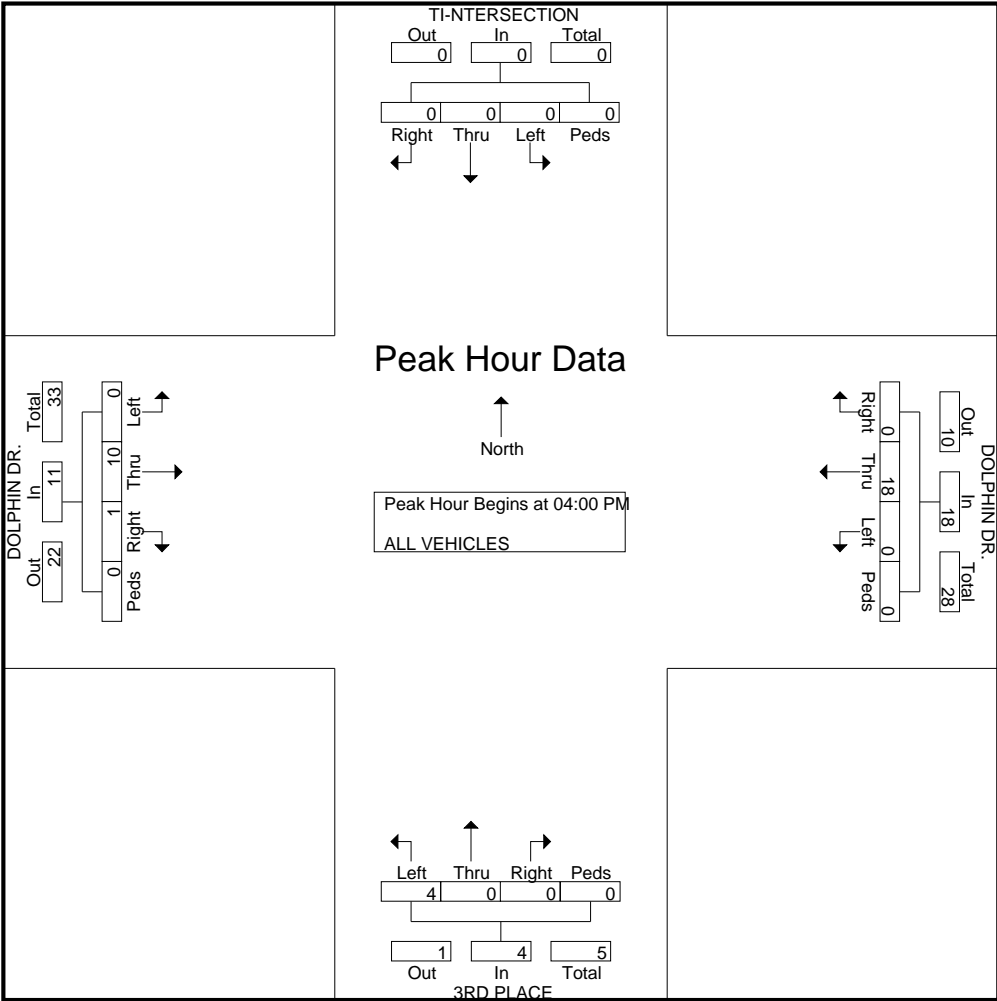 TI-NTERSECTION
Out In Total
0 0 0
0 0 0 0
Right Thru Left Peds
Peak Hour Data
North
Peak Hour Begins at 04:00 PM
ALL VEHICLES
DOLPHIN DR.
Out In Total
22 11 33
Left Thru Right Peds
0 10 1 0
DOLPHIN DR.
Out In Total
10 18 28
Right Thru Left Peds
0 18 0 0
Left Thru Right Peds
4 0 0 0
1 4 5
Out In Total
3RD PLACE